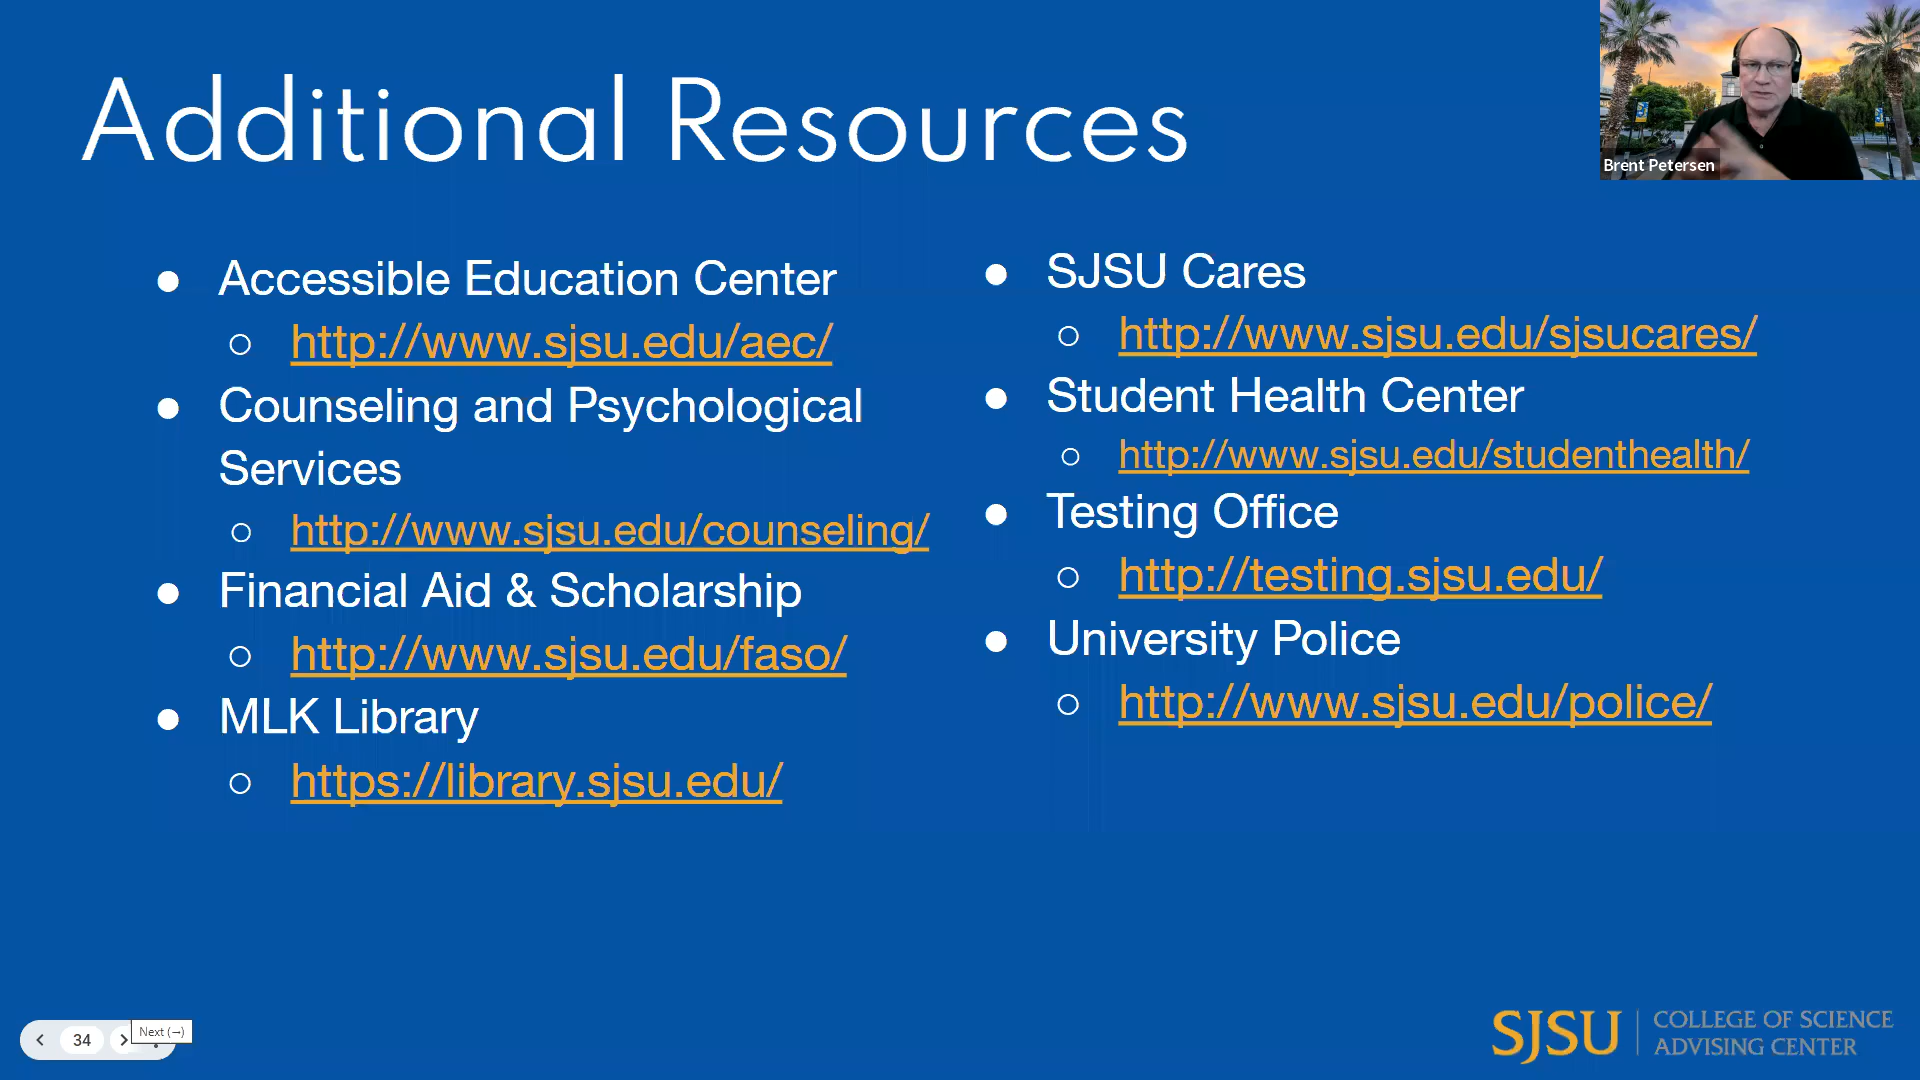 Additional Resources
Brent Petersen
● Accessible Education Center
○ http://www.sjsu.edu/aec/
● Counseling and Psychological
Services
○ http://www.sjsu.edu/counseling/
● Financial Aid & Scholarship
○ http://www.sjsu.edu/faso/
● MLK Library
○ https://library.sjsu.edu/
● SJSU Cares
○ http://www.sjsu.edu/sjsucares/
● Student Health Center
○ http://www.sjsu.edu/studenthealth/
● Testing Office
○ http://testing.sjsu.edu/
● University Police
○ http://www.sjsu.edu/police/
34
Next (→)
SJSU
COLLEGE OF SCIENCE
ADVISING CENTER